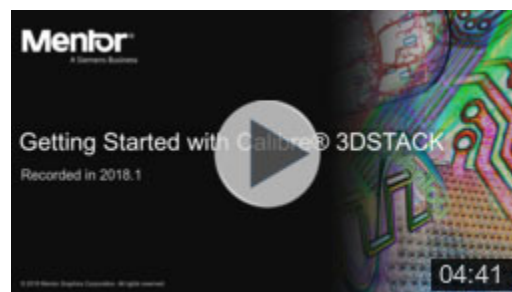 Mentor
A Siemens Business
Getting Started with Calibre® 3DSTACK
Recorded in 2018.1
04:41